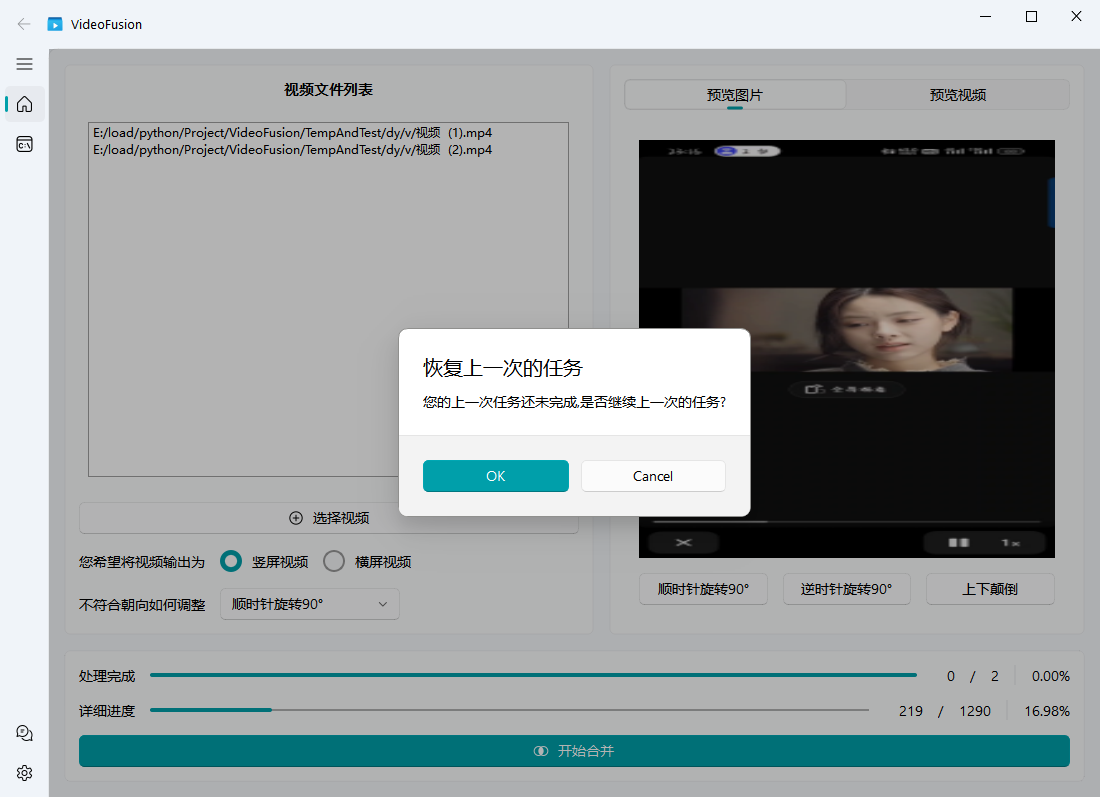 VideoFusion
视频文件列表
E:/load/python/Project/VideoFusion/TempAndTest/dy/v/视频 (1).mp4
E:/load/python/Project/VideoFusion/TempAndTest/dy/v/视频 (2).mp4
预览图片
预览视频
恢复上一次的任务
您的上一次任务还未完成,是否继续上一次的任务?
OK
Cancel
选择视频
您希望将视频输出为
竖屏视频
横屏视频
不符合朝向如何调整
顺时针旋转90°
1×
顺时针旋转90°
逆时针旋转90°
上下颠倒
处理完成
0 / 2
0.00%
详细进度
219 / 1290
16.98%
开始合并